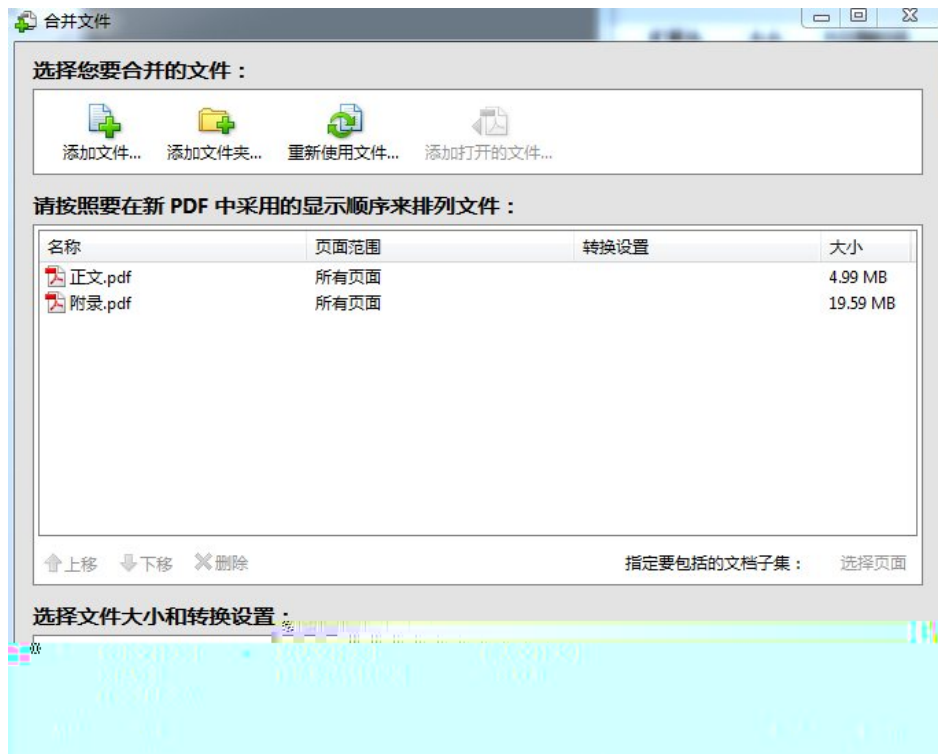 合并文件
选择您要合并的文件：
添加文件... 添加文件夹... 重新使用文件... 添加打开的文件...
请按照要在新 PDF 中采用的显示顺序来排列文件：
名称 页面范围 转换设置 大小
正文.pdf 所有页面 4.99 MB
附录.pdf 所有页面 19.59 MB
上移 下移 删除 指定要包括的文档子集： 选择页面
选择文件大小和转换设置：